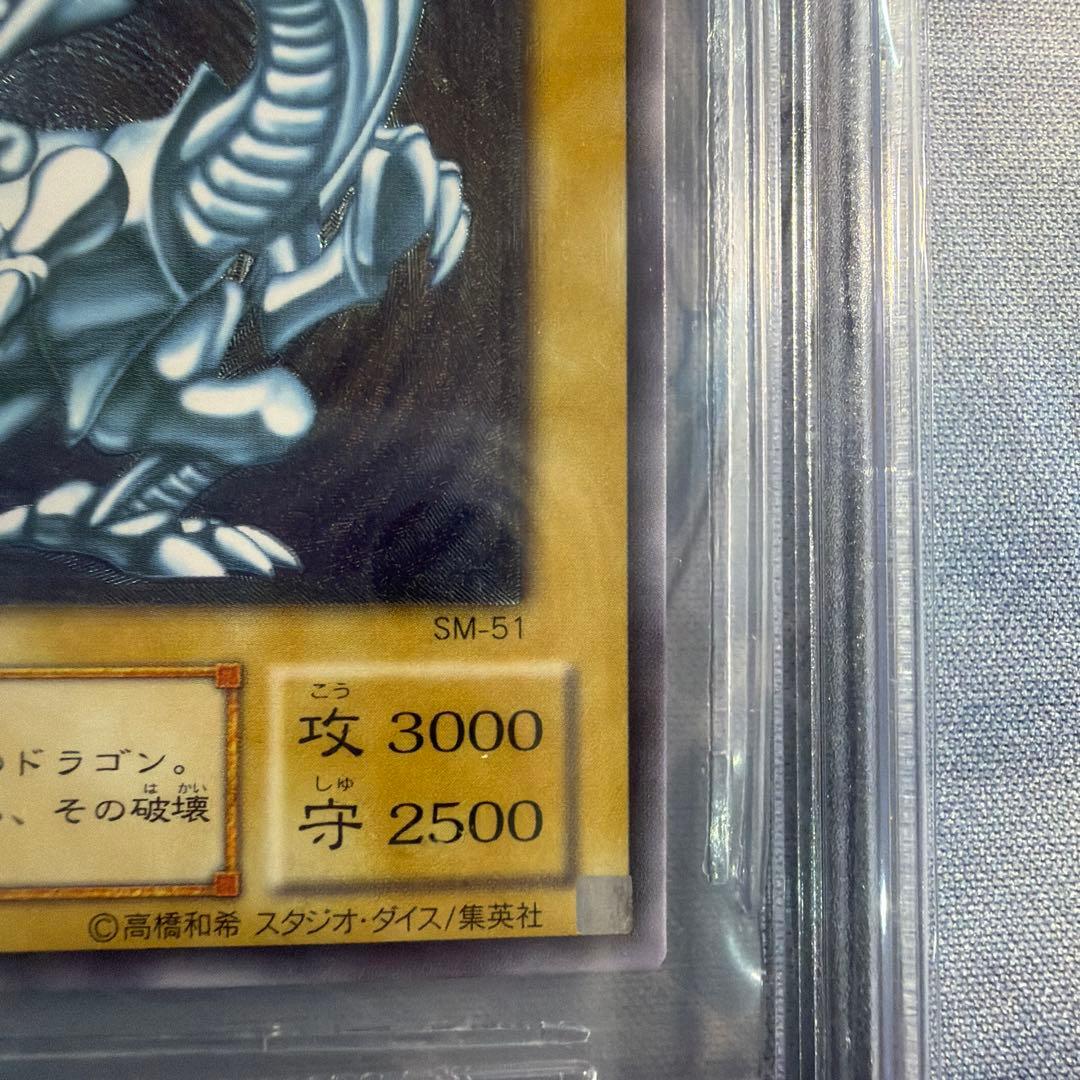 SM-51
こう
攻 3000
しゅ
守 2500
ドラゴン。
は かい
、その破壊
©高橋和希 スタジオ・ダイス/集英社